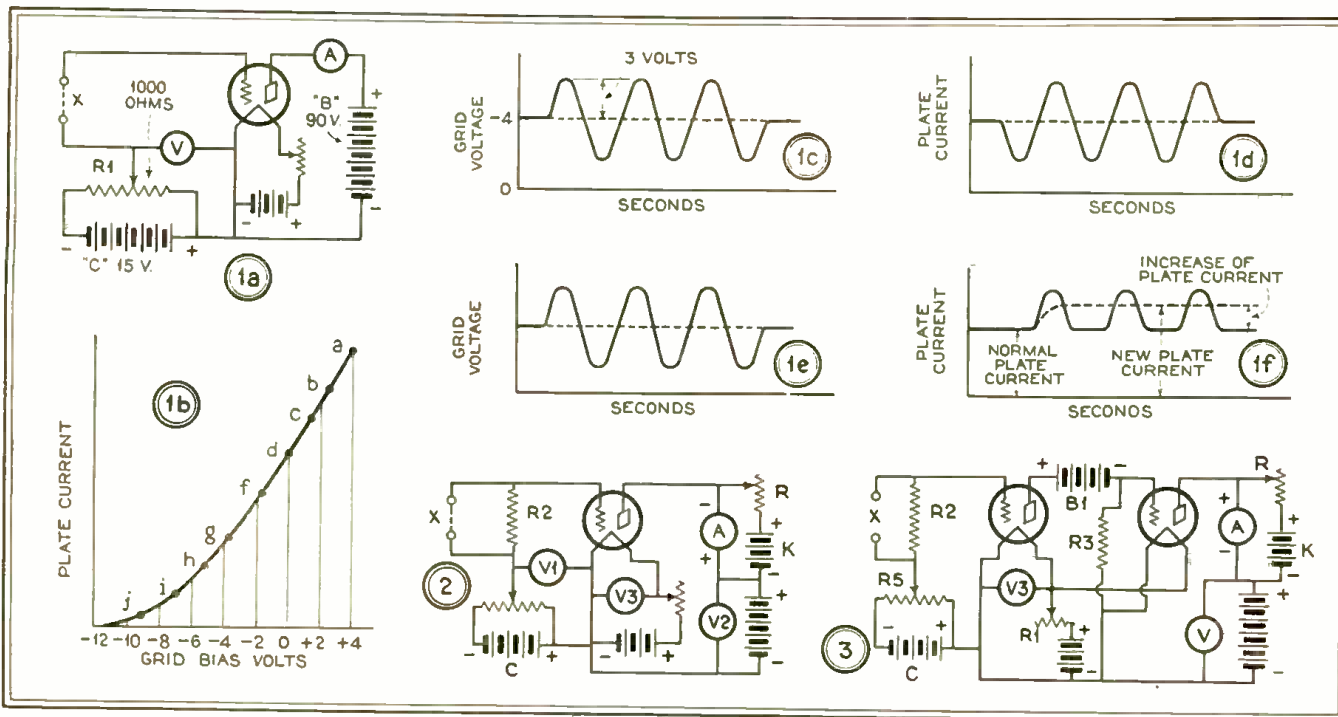 A
X
1000
OHMS
"B"
90 V.
+
V
R1
-
- +
- +
"C" 15 V.
1a
3 VOLTS
GRID
VOLTAGE
-4
0
SECONDS
1c
PLATE
CURRENT
SECONDS
1d
GRID
VOLTAGE
SECONDS
1e
PLATE
CURRENT
INCREASE OF
PLATE CURRENT
NORMAL
PLATE
CURRENT
NEW PLATE
CURRENT
SECONDS
1f
1b
PLATE CURRENT
a
b
c
d
f
g
h
i
j
-12 -10 -8 -6 -4 -2 0 +2 +4
GRID BIAS VOLTS
X
R2
R
-
A
+
+
K
-
V1
2
V3
V2
+
-
- +
- +
C
+ -
B1
X
R2
R
+
A
-
+
K
-
R3
R5
V3
V
+
-
R1
+
-
- +
C
3